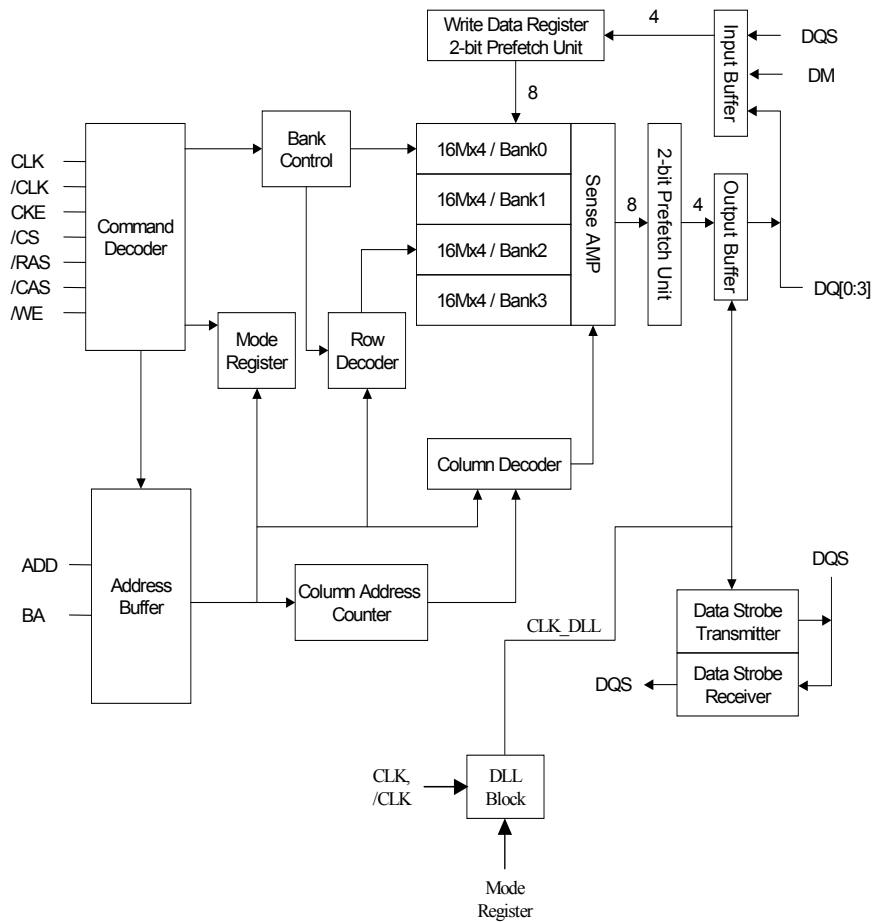 Write Data Register
2-bit Prefetch Unit
4
Input Buffer
DQS
DM
8
Bank
Control
16Mx4 / Bank0
16Mx4 / Bank1
16Mx4 / Bank2
16Mx4 / Bank3
Sense AMP
8
2-bit Prefetch Unit
4
Output Buffer
DQ[0:3]
CLK
/CLK
CKE
/CS
/RAS
/CAS
/WE
Command
Decoder
Mode
Register
Row
Decoder
Column Decoder
ADD
BA
Address
Buffer
Column Address
Counter
CLK_DLL
DQS
Data Strobe
Transmitter
Data Strobe
Receiver
DQS
CLK,
/CLK
DLL
Block
Mode
Register